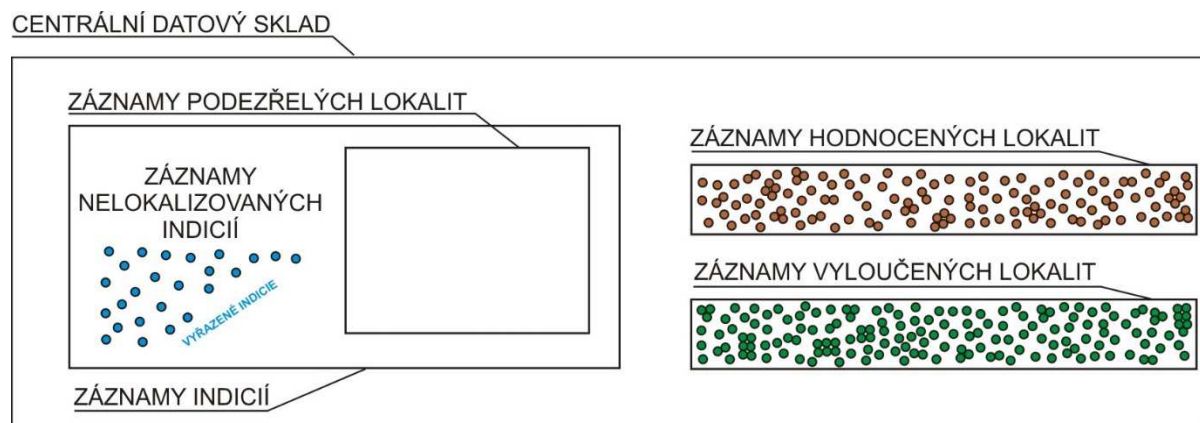 CENTRÁLNÍ DATOVÝ SKLAD
ZÁZNAMY PODEZŘELÝCH LOKALIT
ZÁZNAMY
NELOKALIZOVANÝCH
INDICIÍ
VYŘAZENÉ INDICIE
ZÁZNAMY INDICIÍ
ZÁZNAMY HODNOCENÝCH LOKALIT
ZÁZNAMY VYLOUČENÝCH LOKALIT